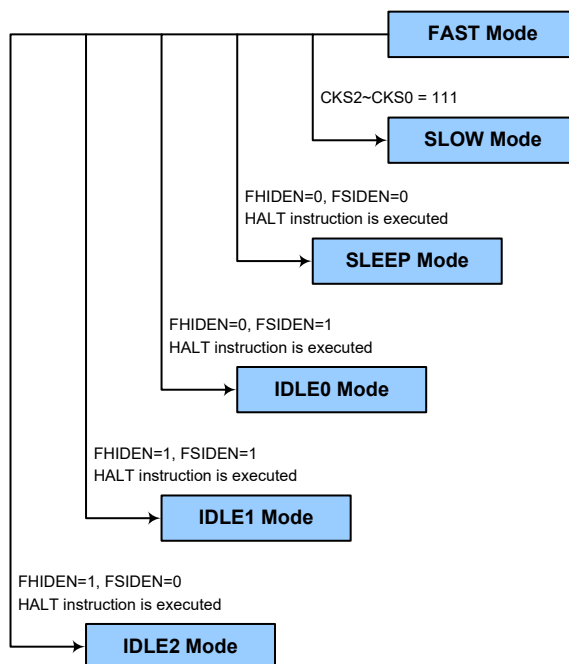 FAST Mode
CKS2~CKS0 = 111
SLOW Mode
FHIDEN=0, FSIDEN=0
HALT instruction is executed
SLEEP Mode
FHIDEN=0, FSIDEN=1
HALT instruction is executed
IDLE0 Mode
FHIDEN=1, FSIDEN=1
HALT instruction is executed
IDLE1 Mode
FHIDEN=1, FSIDEN=0
HALT instruction is executed
IDLE2 Mode